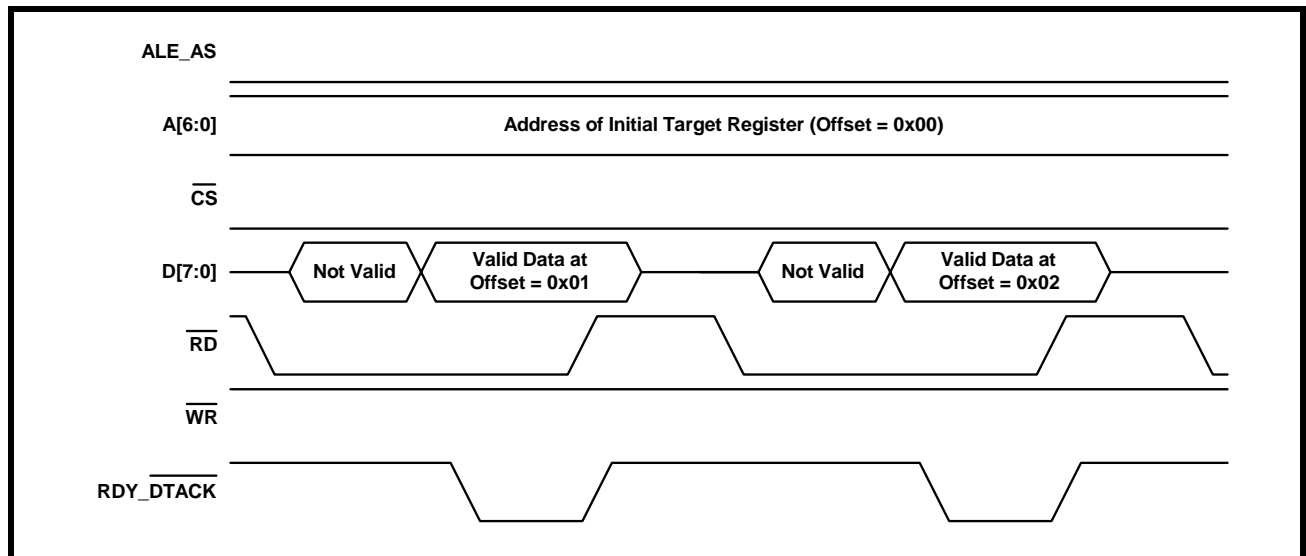 ALE_AS
A[6:0]
Address of Initial Target Register (Offset = 0x00)
CS
D[7:0]
Not Valid
Valid Data at
Offset = 0x01
Not Valid
Valid Data at
Offset = 0x02
RD
WR
RDY_DTACK